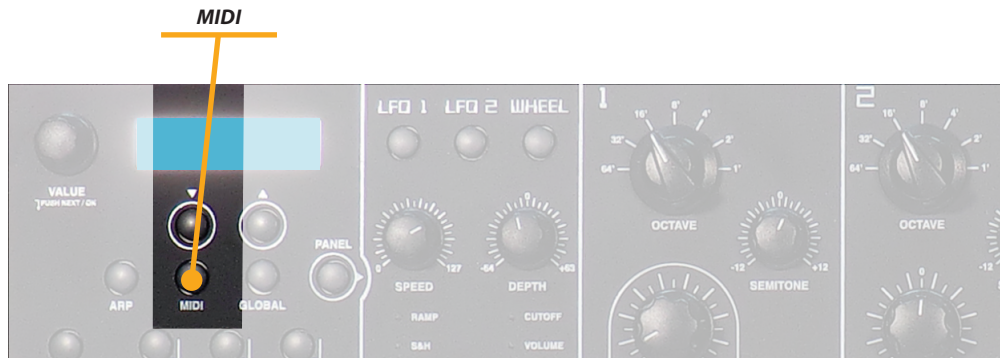 MIDI
LFO 1 LFO 2 WHEEL
1
2
16' 8' 4'
32' 2'
64' 1'
16' 8' 4'
32' 2'
64' 1'
VALUE
PUSH NEXT / ON
▼ ▲
PANEL
0
OCTAVE
OCTAVE
0
0 127
-64 +63
-12 +12
ARP MIDI GLOBAL
SPEED DEPTH
SEMITONE
0
RAMP CUTOFF
S&H VOLUME